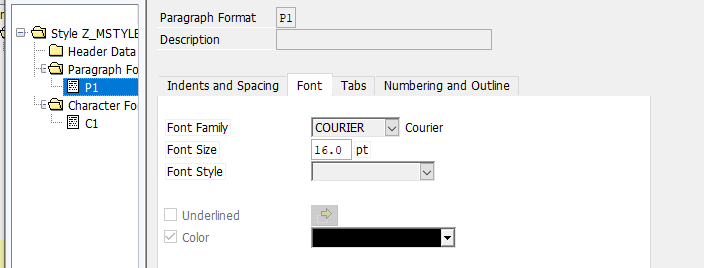 Style Z_MSTYLE
Header Data
Paragraph Fo
P1
Character Fo
C1
Paragraph Format P1
Description
Indents and Spacing Font Tabs Numbering and Outline
Font Family COURIER Courier
Font Size 16.0 pt
Font Style
Underlined
Color